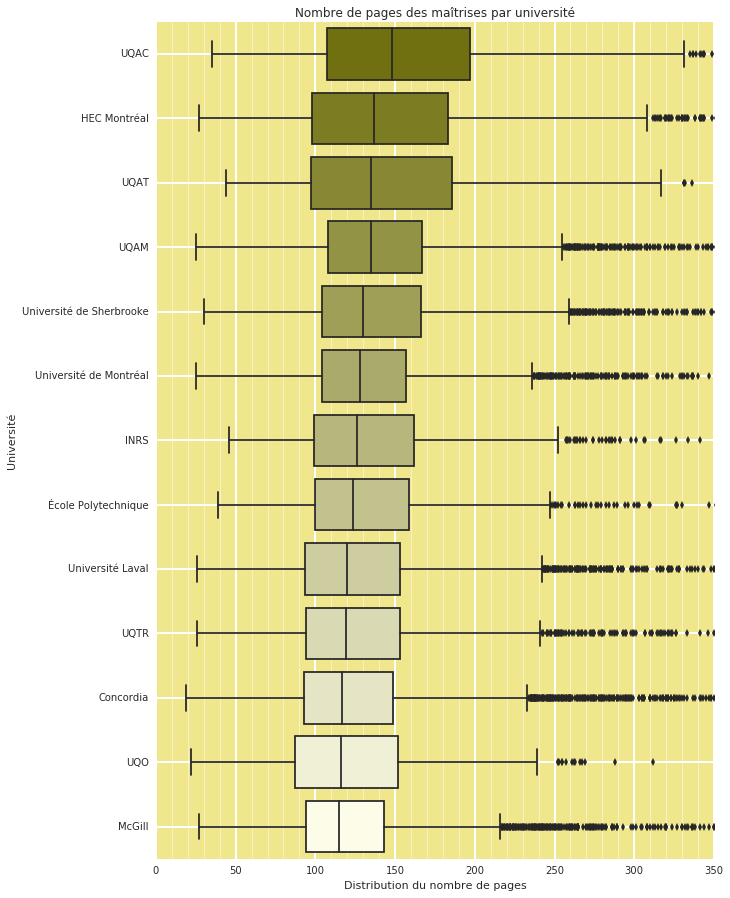 Nombre de pages des maîtrises par université
Université
UQAC
HEC Montréal
UQAT
UQAM
Université de Sherbrooke
Université de Montréal
INRS
École Polytechnique
Université Laval
UQTR
Concordia
UQO
McGill
0 50 100 150 200 250 300 350
Distribution du nombre de pages